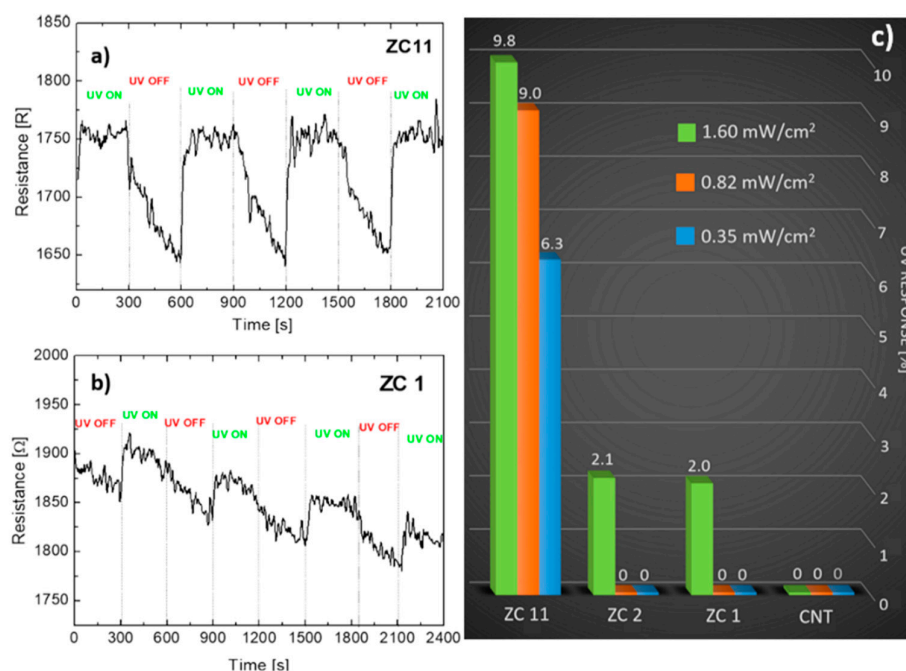 a)
ZC11
UV OFF
UV OFF
UV OFF
UV ON
UV ON
UV ON
UV ON
Resistance [R]
1850
1800
1750
1700
1650
0 300 600 900 1200 1500 1800 2100
Time [s]
b)
ZC 1
UV OFF
UV ON
UV OFF
UV ON
UV OFF
UV ON
UV OFF
UV ON
Resistance [Ω]
2000
1950
1900
1850
1800
1750
0 300 600 900 1200 1500 1800 2100 2400
Time [s]
c)
9.8
9.0
6.3
2.1
0 0
2.0
0 0
0 0 0
1.60 mW/cm²
0.82 mW/cm²
0.35 mW/cm²
10
9
8
7
6
5
4
3
2
1
0
UV RESPONSE [%]
ZC 11
ZC 2
ZC 1
CNT